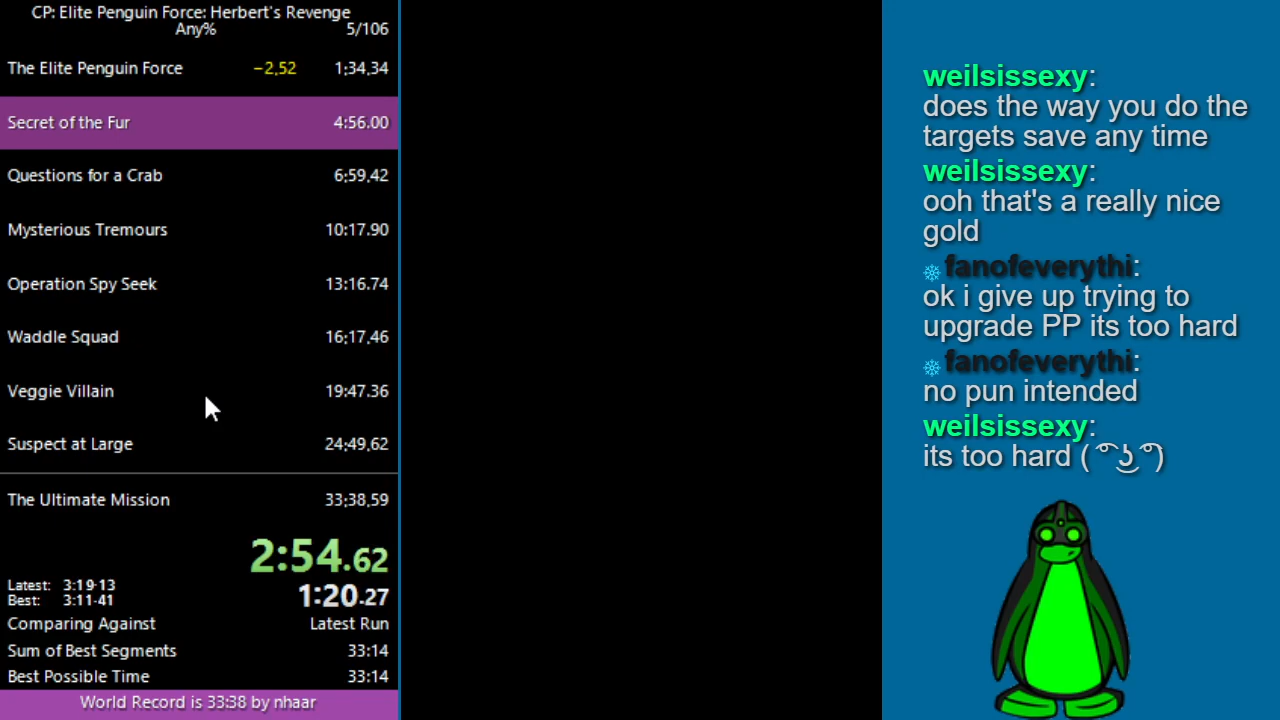 CP: Elite Penguin Force: Herbert's Revenge
Any% 5/106
The Elite Penguin Force −2.52 1:34.34
Secret of the Fur 4:56.00
Questions for a Crab 6:59.42
Mysterious Tremours 10:17.90
Operation Spy Seek 13:16.74
Waddle Squad 16:17.46
Veggie Villain 19:47.36
Suspect at Large 24:49.62
The Ultimate Mission 33:38.59
2:54.62
Latest: 3:19.13
Best: 3:11.41
1:20.27
Comparing Against Latest Run
Sum of Best Segments 33:14
Best Possible Time 33:14
World Record is 33:38 by nhaar
weilsissexy:
does the way you do the
targets save any time
weilsissexy:
ooh that's a really nice
gold
fanofeverythi:
ok i give up trying to
upgrade PP its too hard
fanofeverythi:
no pun intended
weilsissexy:
its too hard ( ͡° ͜ʖ ͡°)